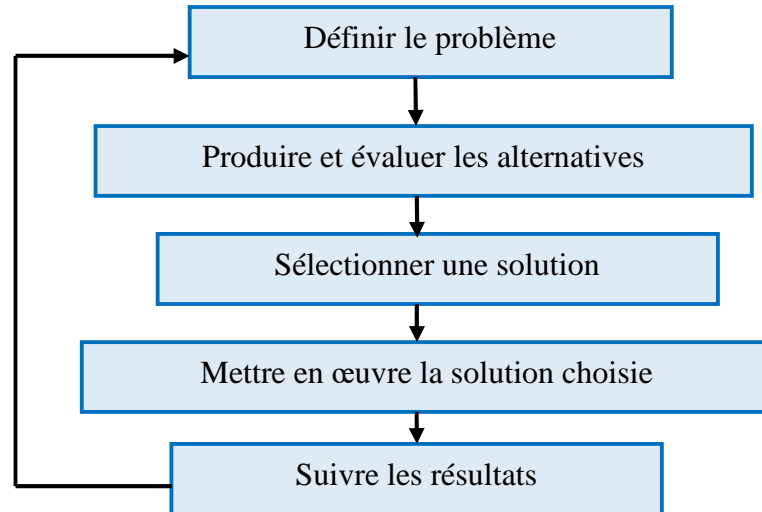 Définir le problème
Produire et évaluer les alternatives
Sélectionner une solution
Mettre en œuvre la solution choisie
Suivre les résultats